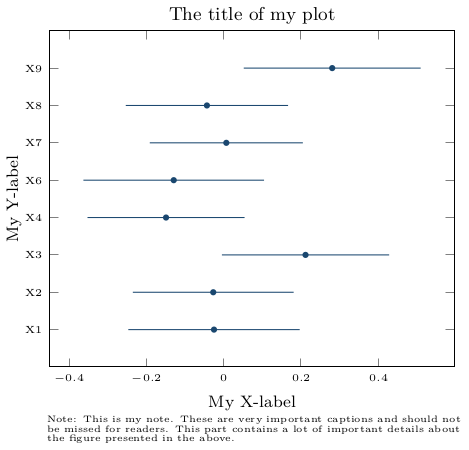 The title of my plot
My Y-label
X9
X8
X7
X6
X4
X3
X2
X1
−0.4 −0.2 0 0.2 0.4
My X-label
Note: This is my note. These are very important captions and should not
be missed for readers. This part contains a lot of important details about
the figure presented in the above.